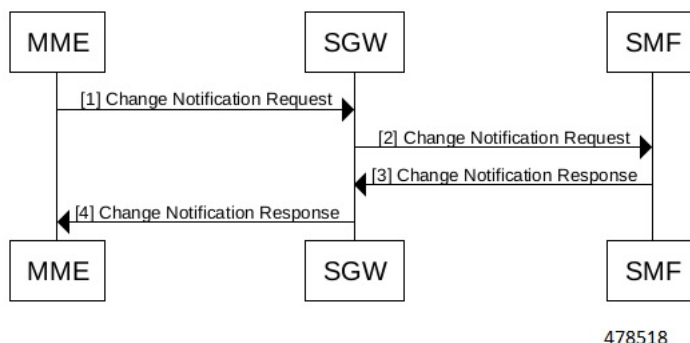 MME SGW SMF
[1] Change Notification Request
[2] Change Notification Request
[3] Change Notification Response
[4] Change Notification Response
MME SGW SMF
478518